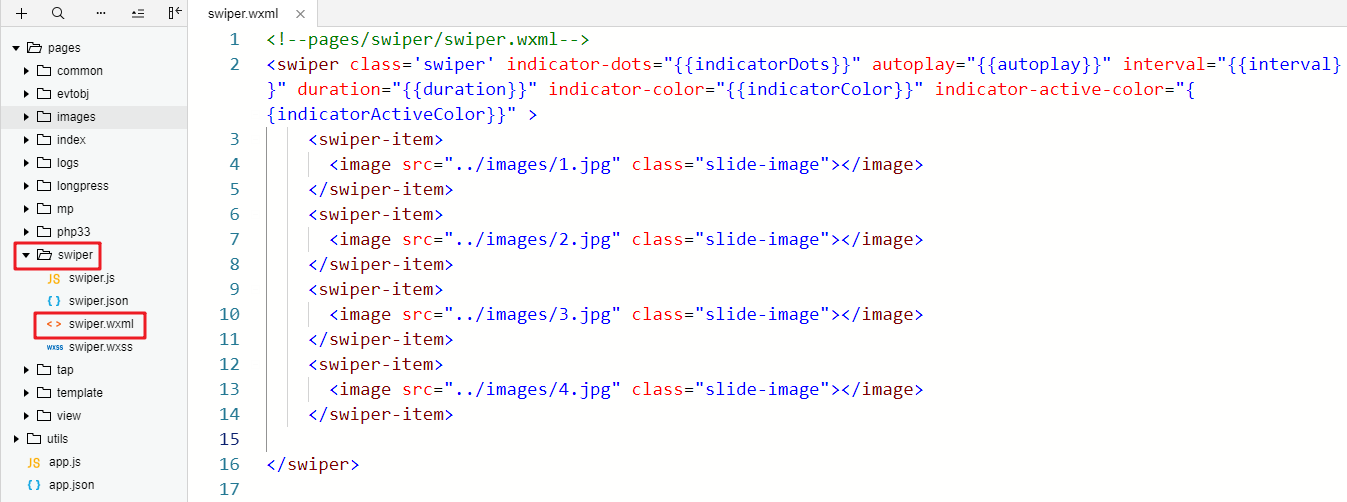 swiper.wxml
pages
common
evtobj
images
index
logs
longpress
mp
php33
swiper
JS swiper.js
{ } swiper.json
< > swiper.wxml
wxss swiper.wxss
tap
template
view
utils
JS app.js
{ } app.json
1 <!--pages/swiper/swiper.wxml-->
2 <swiper class='swiper' indicator-dots="{{indicatorDots}}" autoplay="{{autoplay}}" interval="{{interval}
}" duration="{{duration}}" indicator-color="{{indicatorColor}}" indicator-active-color="{
{indicatorActiveColor}}" >
3 <swiper-item>
4 <image src="../images/1.jpg" class="slide-image"></image>
5 </swiper-item>
6 <swiper-item>
7 <image src="../images/2.jpg" class="slide-image"></image>
8 </swiper-item>
9 <swiper-item>
10 <image src="../images/3.jpg" class="slide-image"></image>
11 </swiper-item>
12 <swiper-item>
13 <image src="../images/4.jpg" class="slide-image"></image>
14 </swiper-item>
15
16 </swiper>
17